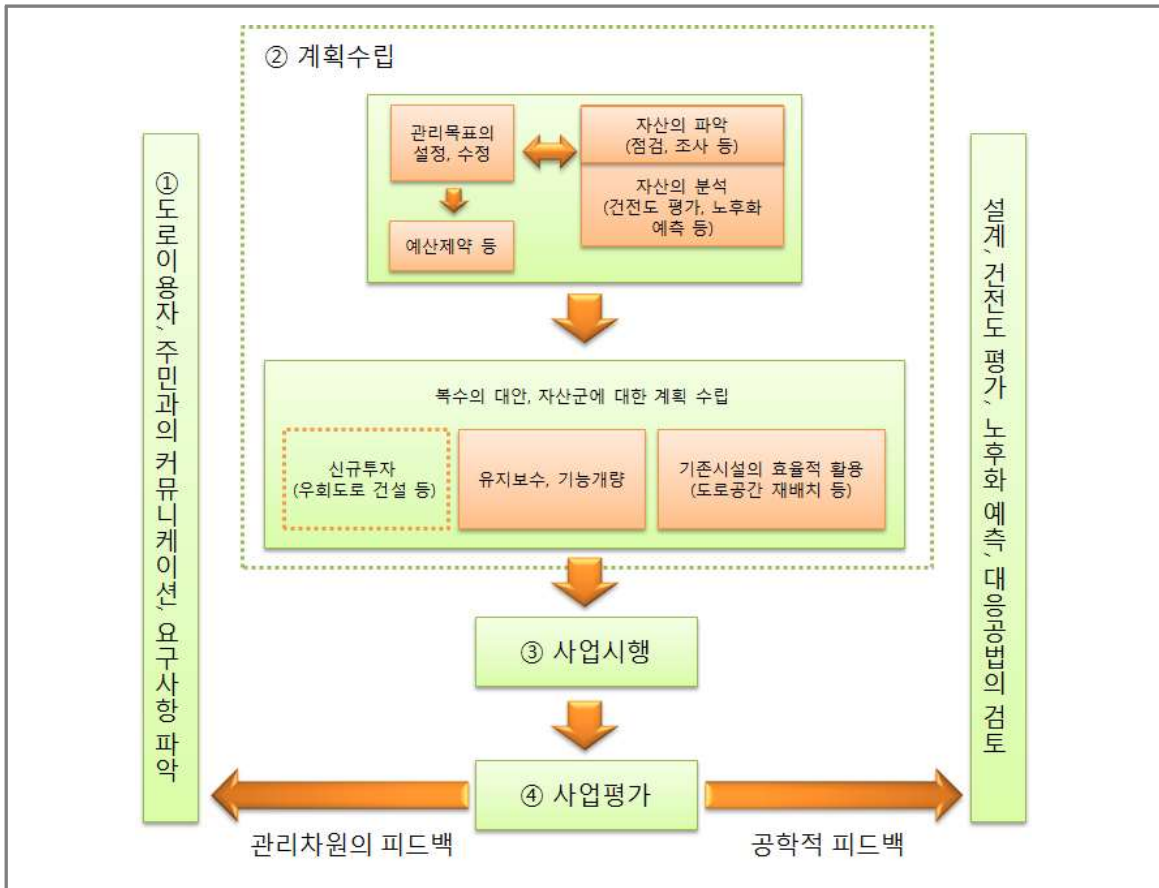 ② 계획수립
관리목표의
설정, 수정
자산의 파악
(점검, 조사 등)
자산의 분석
(건전도 평가, 노후화
예측 등)
예산제약 등
복수의 대안, 자산군에 대한 계획 수립
신규투자
(우회도로 건설 등)
유지보수, 기능개량
기존시설의 효율적 활용
(도로공간 재배치 등)
③ 사업시행
④ 사업평가
관리차원의 피드백
공학적 피드백
①도로이용자, 주민과의 커뮤니케이션, 요구사항 파악
설계, 건전도 평가, 노후화 예측, 대응공법의 검토